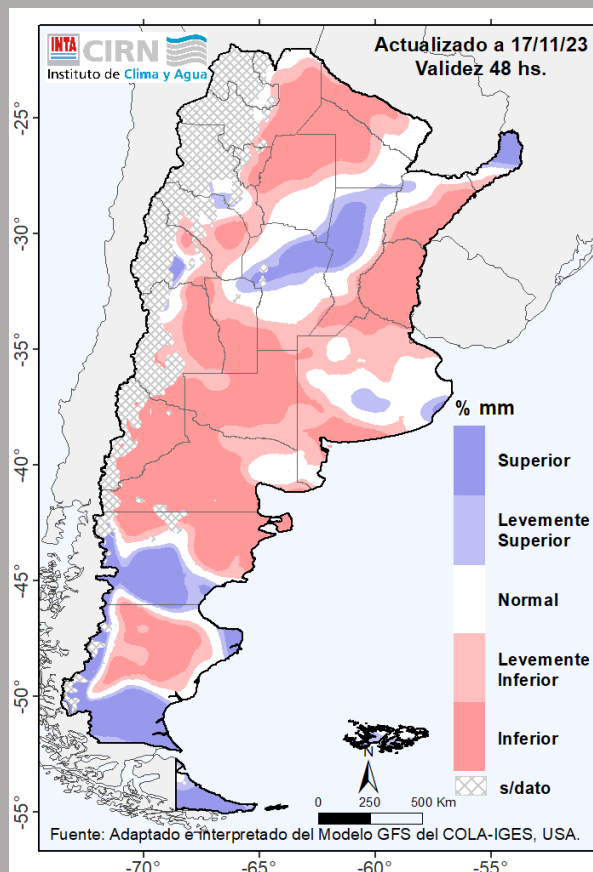 INTA CIRN
Instituto de Clima y Agua
Actualizado a 17/11/23
Validez 48 hs.
-25°
-30°
-35°
-40°
-45°
-50°
-55°
% mm
Superior
Levemente
Superior
Normal
Levemente
Inferior
Inferior
s/dato
N
0 250 500 Km
Fuente: Adaptado e interpretado del Modelo GFS del COLA-IGES, USA.
-70° -65° -60° -55°